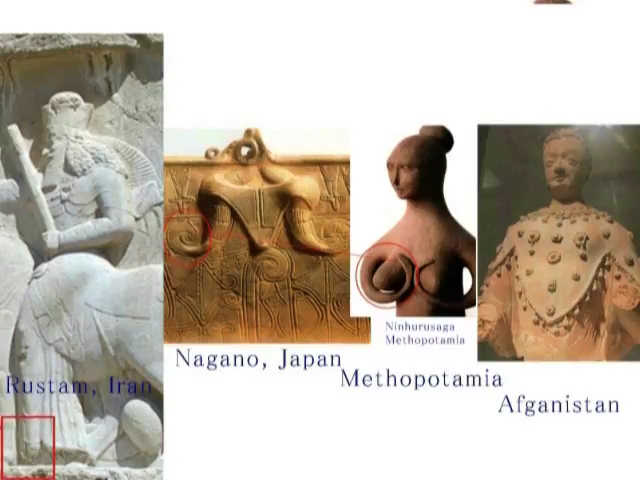 Ninhurusaga
Methopotamia
Nagano, Japan
Methopotamia
Rustam, Iran
Afganistan